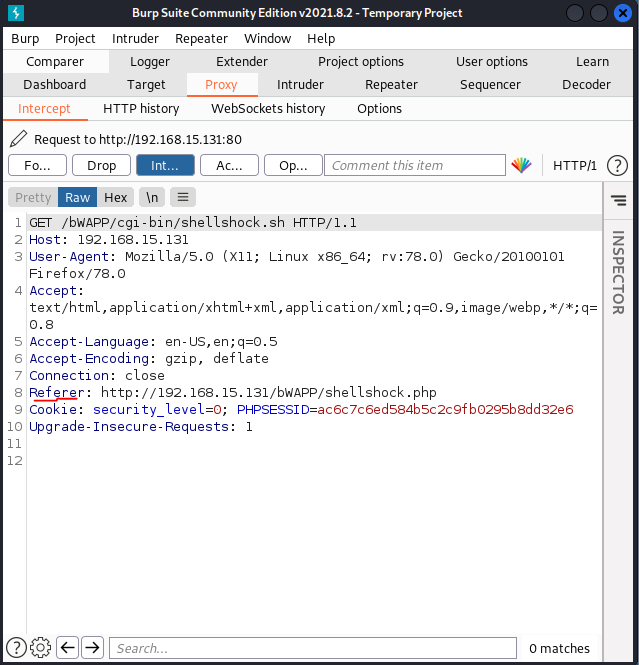 Burp Suite Community Edition v2021.8.2 - Temporary Project
Burp Project Intruder Repeater Window Help
Comparer Logger Extender Project options User options Learn
Dashboard Target Proxy Intruder Repeater Sequencer Decoder
Intercept HTTP history WebSockets history Options
Request to http://192.168.15.131:80
Fo... Drop Int... Ac... Op... Comment this item HTTP/1 ?
Pretty Raw Hex \n
1 GET /bWAPP/cgi-bin/shellshock.sh HTTP/1.1
2 Host: 192.168.15.131
3 User-Agent: Mozilla/5.0 (X11; Linux x86_64; rv:78.0) Gecko/20100101
Firefox/78.0
4 Accept:
text/html,application/xhtml+xml,application/xml;q=0.9,image/webp,*/*;q=
0.8
5 Accept-Language: en-US,en;q=0.5
6 Accept-Encoding: gzip, deflate
7 Connection: close
8 Referer: http://192.168.15.131/bWAPP/shellshock.php
9 Cookie: security_level=0; PHPSESSID=ac6c7c6ed584b5c2c9fb0295b8dd32e6
10 Upgrade-Insecure-Requests: 1
11
12
INSPECTOR
? Search... 0 matches